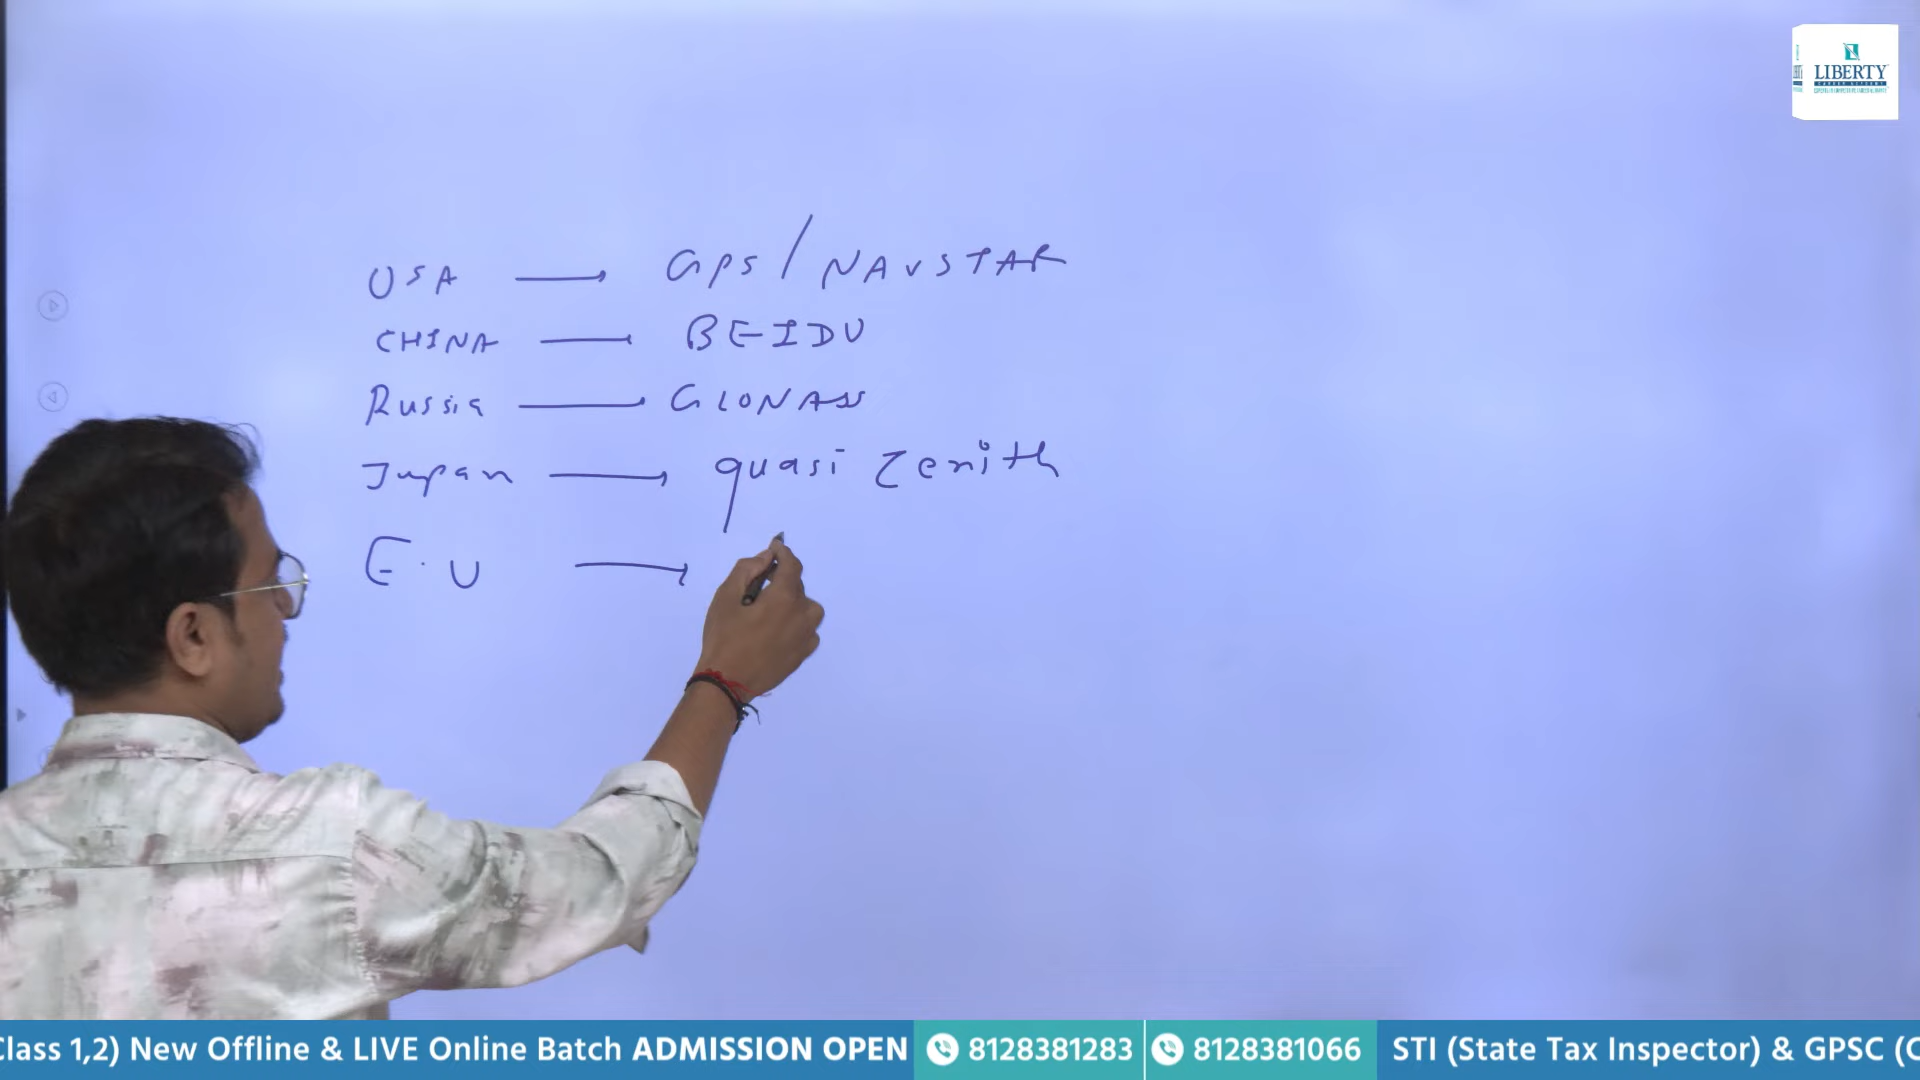 LIBERTY
USA → GPS / NAVSTAR
CHINA — BEIDU
Russia → GLONASS
Japan → quasi Zenith
E.U →
Class 1,2) New Offline & LIVE Online Batch ADMISSION OPEN 8128381283 8128381066 STI (State Tax Inspector) & GPSC (C